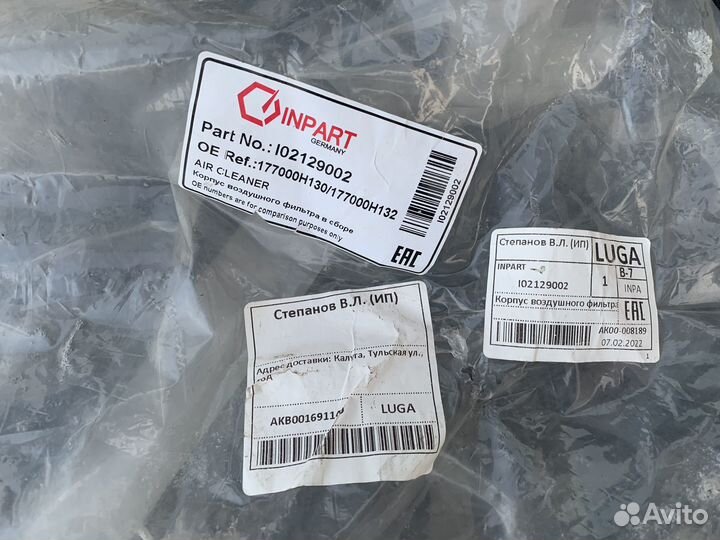 INPART
GERMANY
Part No.: I02129002
OE Ref.:177000H130/177000H132
AIR CLEANER
Корпус воздушного фильтра в сборе
OE numbers are for comparison purposes only
I02129002
EAC
Степанов В.Л. (ИП)
LUGA
INPART
1
B-7
I02129002
INPA
Корпус воздушного фильтра
EAC
AK00-008189
07.02.2022
1
Степанов В.Л. (ИП)
Адрес доставки: Калуга, Тульская ул.,
AKB00169114
LUGA
Avito